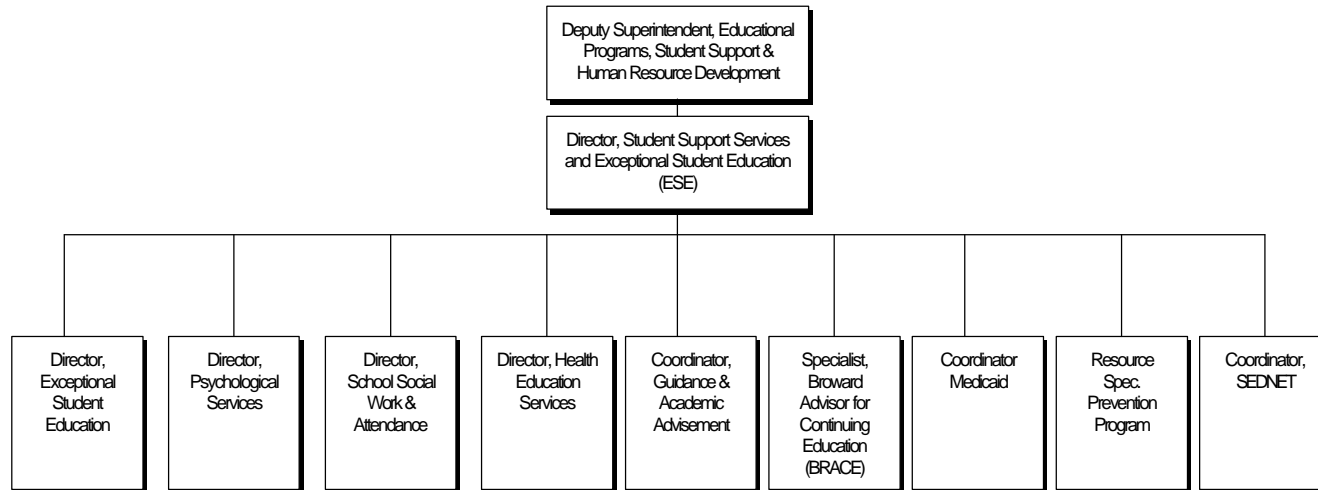 Deputy Superintendent, Educational
Programs, Student Support &
Human Resource Development
Director, Student Support Services
and Exceptional Student Education
(ESE)
Director,
Exceptional
Student
Education
Director,
Psychological
Services
Director,
School Social
Work &
Attendance
Director, Health
Education
Services
Coordinator,
Guidance &
Academic
Advisement
Specialist,
Broward
Advisor for
Continuing
Education
(BRACE)
Coordinator
Medicaid
Resource
Spec.
Prevention
Program
Coordinator,
SEDNET